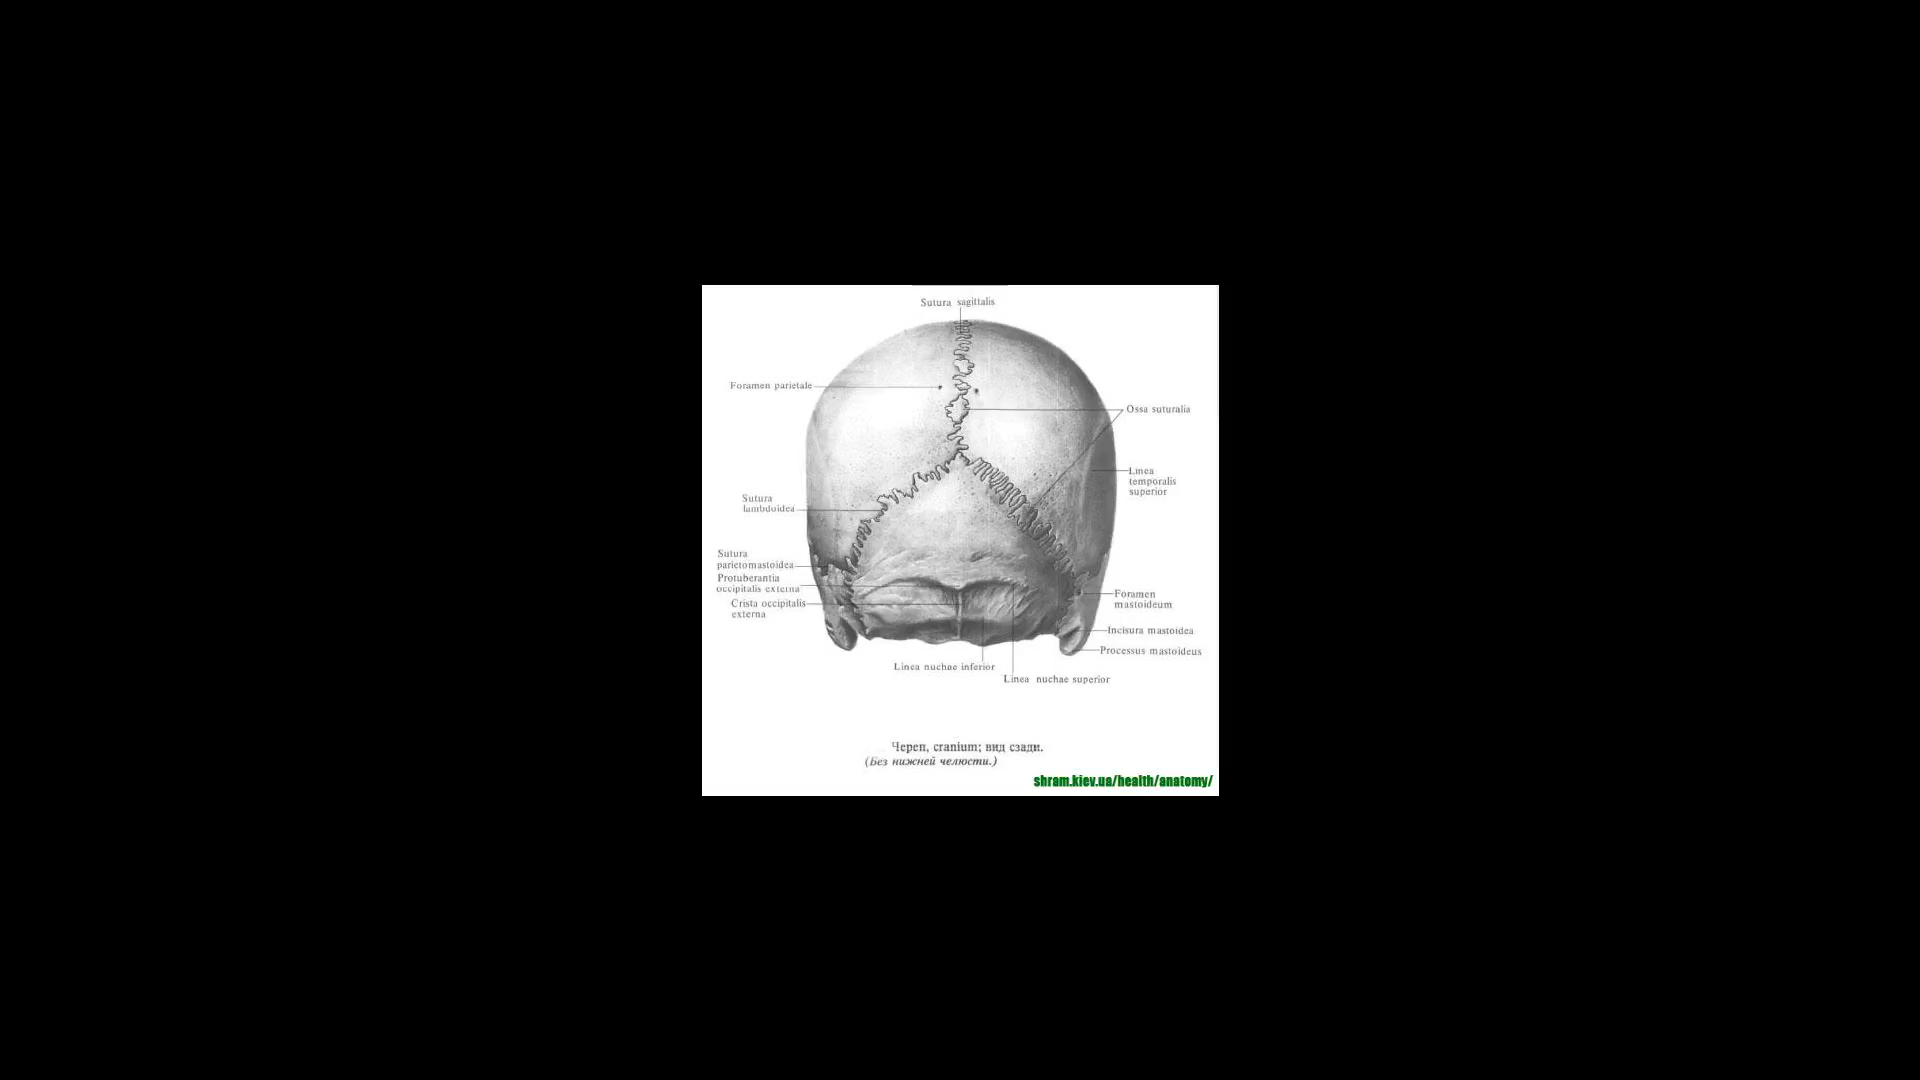 Sutura sagittalis
Foramen parietale
Ossa suturalia
Linea
temporalis
superior
Sutura
lambdoidea
Sutura
parietomastoidea
Protuberantia
occipitalis externa
Crista occipitalis
externa
Foramen
mastoideum
Incisura mastoidea
Processus mastoideus
Linea nuchae inferior
Linea nuchae superior
Череп, cranium; вид сзади.
(Без нижней челюсти.)
shram.kiev.ua/health/anatomy/